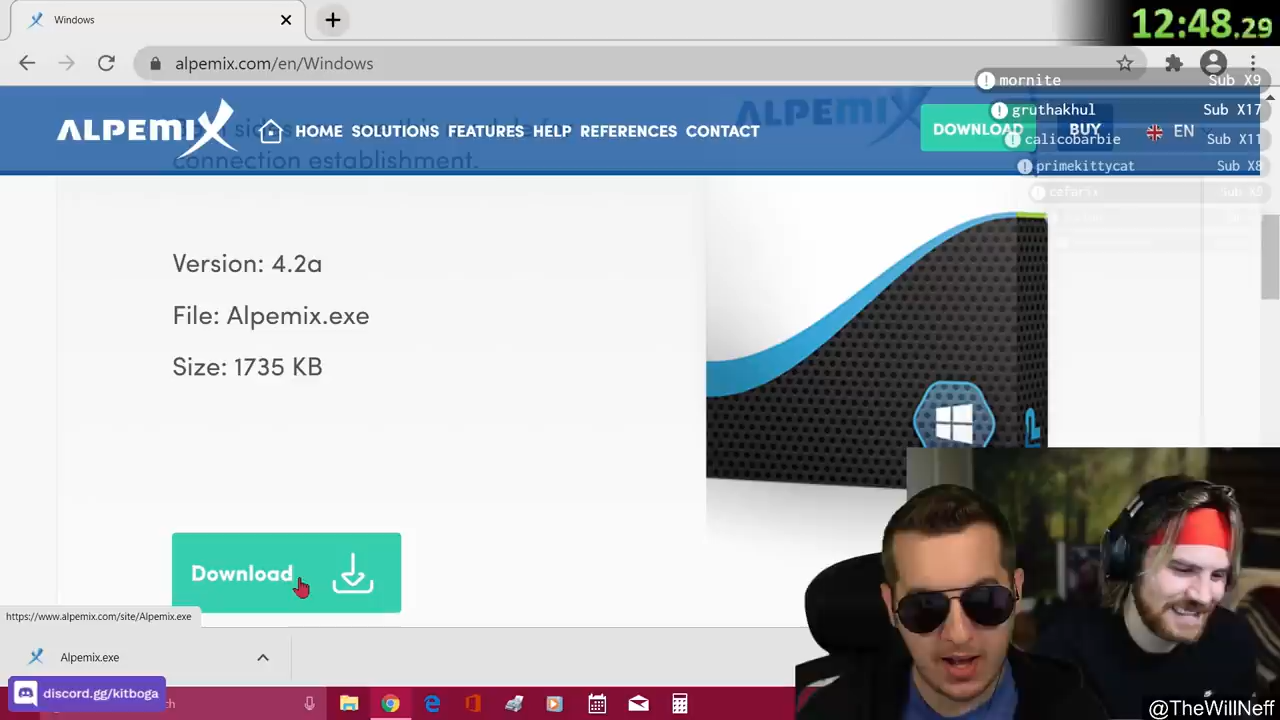 Windows
12:48.29
alpemix.com/en/Windows
mornite Sub X9
gruthakhul Sub X17
calicobarbie Sub X11
primekittycat Sub X8
cefarix
ALPEMIX HOME SOLUTIONS FEATURES HELP REFERENCES CONTACT DOWNLOAD BUY EN
connection establishment.
Version: 4.2a
File: Alpemix.exe
Size: 1735 KB
Download
https://www.alpemix.com/site/Alpemix.exe
Alpemix.exe
discord.gg/kitboga
@TheWillNeff